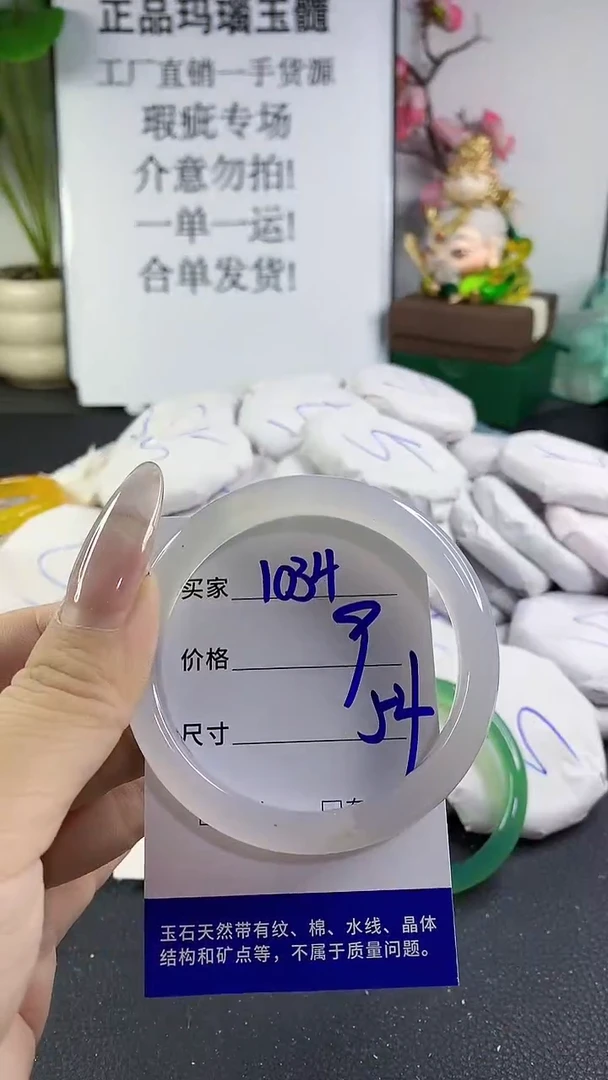 正品玛瑙玉髓
工厂直销一手货源
瑕疵专场
介意勿拍!
一单一运!
合单发货!
买家 1034
价格 9
尺寸 54
玉石天然带有纹、棉、水线、晶体
结构和矿点等，不属于质量问题。